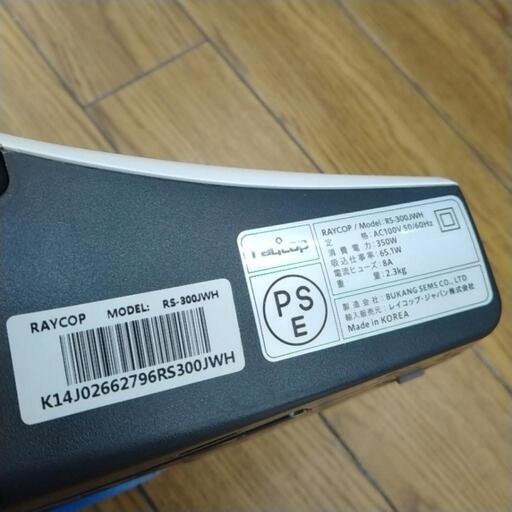 RAYCOP MODEL: RS-300JWH
K14J02662796RS300JWH
raycop
RAYCOP / Model: RS-300JWH
定 格: AC100V 50/60Hz
消 費 電 力: 350W
吸込仕事率: 65.1W
電流ヒューズ: 8A
重 量: 2.3kg
PS
E
製造会社: BUKANG SEMS CO., LTD
輸入販売元: レイコップ・ジャパン株式会社
Made in KOREA